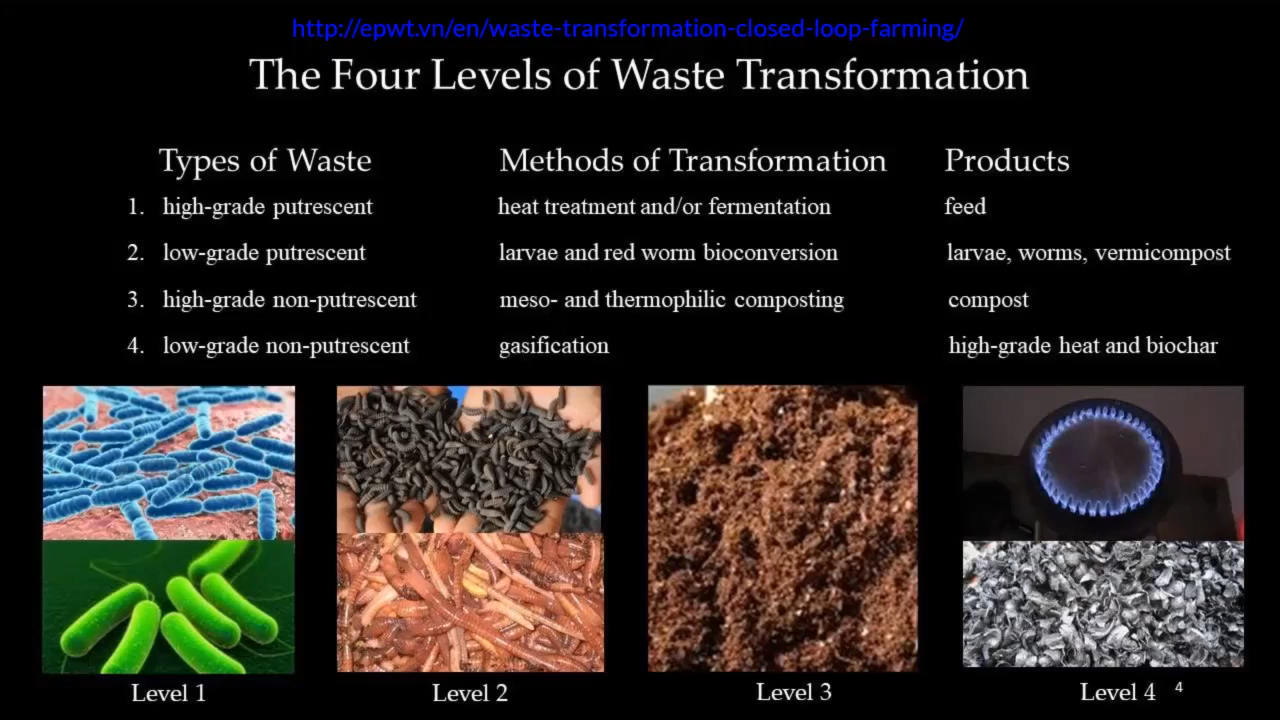 http://epwt.vn/en/waste-transformation-closed-loop-farming/
The Four Levels of Waste Transformation
Types of Waste Methods of Transformation Products
1. high-grade putrescent heat treatment and/or fermentation feed
2. low-grade putrescent larvae and red worm bioconversion larvae, worms, vermicompost
3. high-grade non-putrescent meso- and thermophilic composting compost
4. low-grade non-putrescent gasification high-grade heat and biochar
Level 1 Level 2 Level 3 Level 4 4